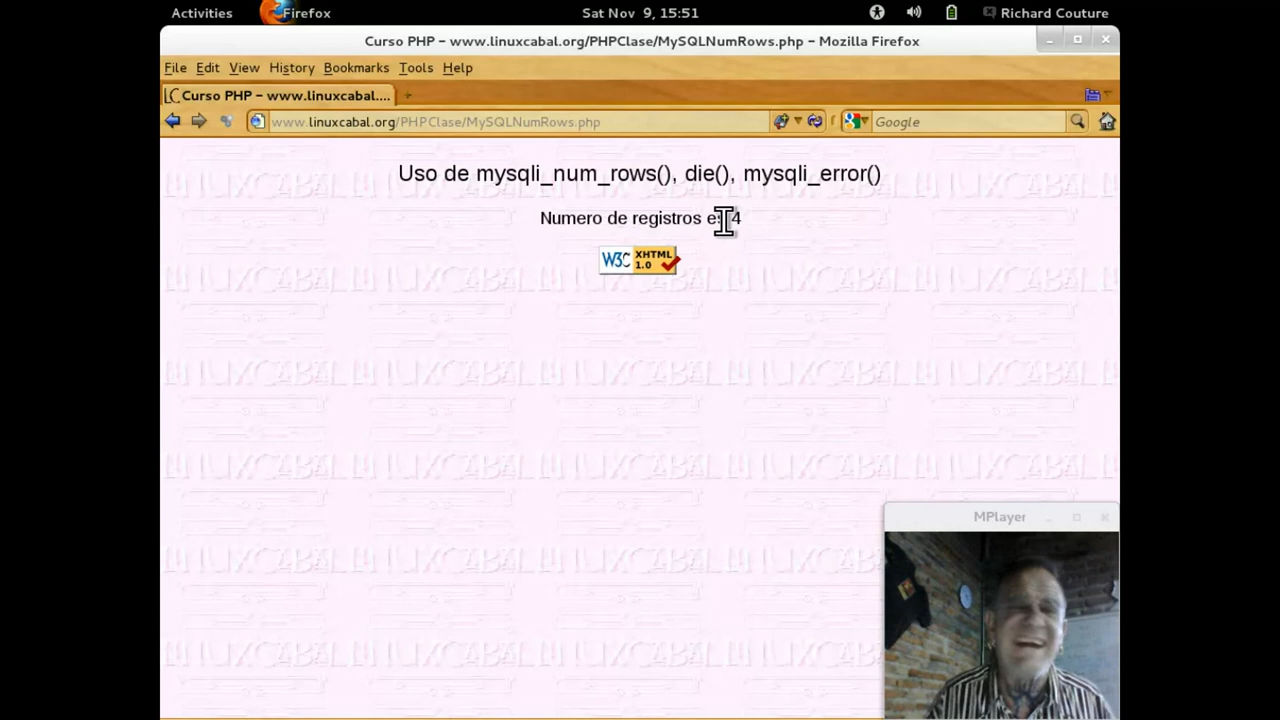 Activities Firefox Sat Nov 9, 15:51 Richard Couture
Curso PHP - www.linuxcabal.org/PHPClase/MySQLNumRows.php - Mozilla Firefox
File Edit View History Bookmarks Tools Help
Curso PHP - www.linuxcabal....
www.linuxcabal.org/PHPClase/MySQLNumRows.php Google
Uso de mysqli_num_rows(), die(), mysqli_error()
Numero de registros 4
W3C XHTML
1.0
MPlayer